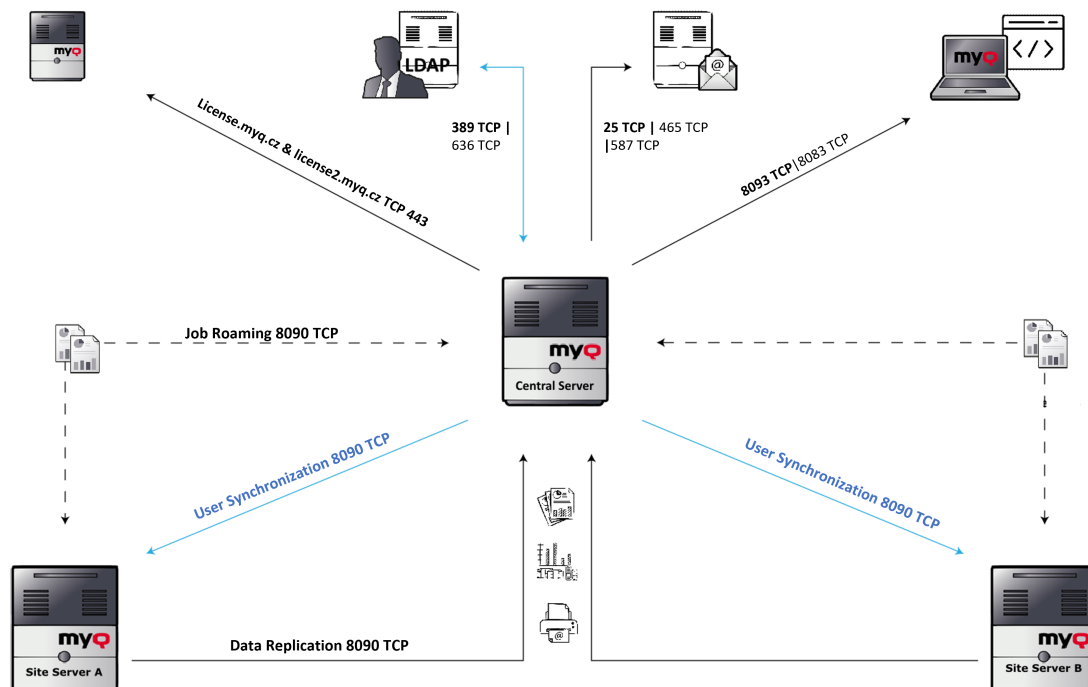 myQ
LDAP
@
myQ
</>
389 TCP |
636 TCP
25 TCP | 465 TCP
|587 TCP
License.myq.cz & license2.myq.cz TCP 443
8093 TCP|8083 TCP
Job Roaming 8090 TCP
myQ
Central Server
User Synchronization 8090 TCP
User Synchronization 8090 TCP
@
myQ
Site Server A
Data Replication 8090 TCP
myQ
Site Server B